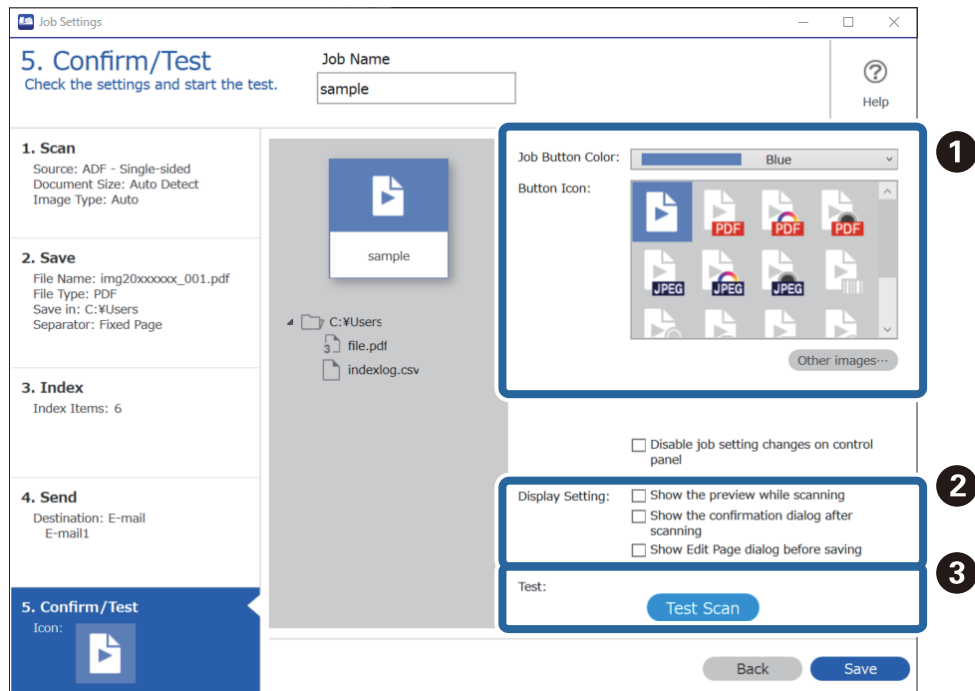 Job Settings
5. Confirm/Test
Check the settings and start the test.
Job Name
sample
Help
1. Scan
Source: ADF - Single-sided
Document Size: Auto Detect
Image Type: Auto
2. Save
File Name: img20xxxxxx_001.pdf
File Type: PDF
Save in: C:¥Users
Separator: Fixed Page
3. Index
Index Items: 6
4. Send
Destination: E-mail
E-mail1
5. Confirm/Test
Icon:
sample
C:¥Users
3 file.pdf
indexlog.csv
1
Job Button Color: Blue
Button Icon:
PDF PDF PDF
JPEG JPEG JPEG
Other images···
Disable job setting changes on control
panel
2
Display Setting: Show the preview while scanning
Show the confirmation dialog after
scanning
Show Edit Page dialog before saving
3
Test:
Test Scan
Back Save